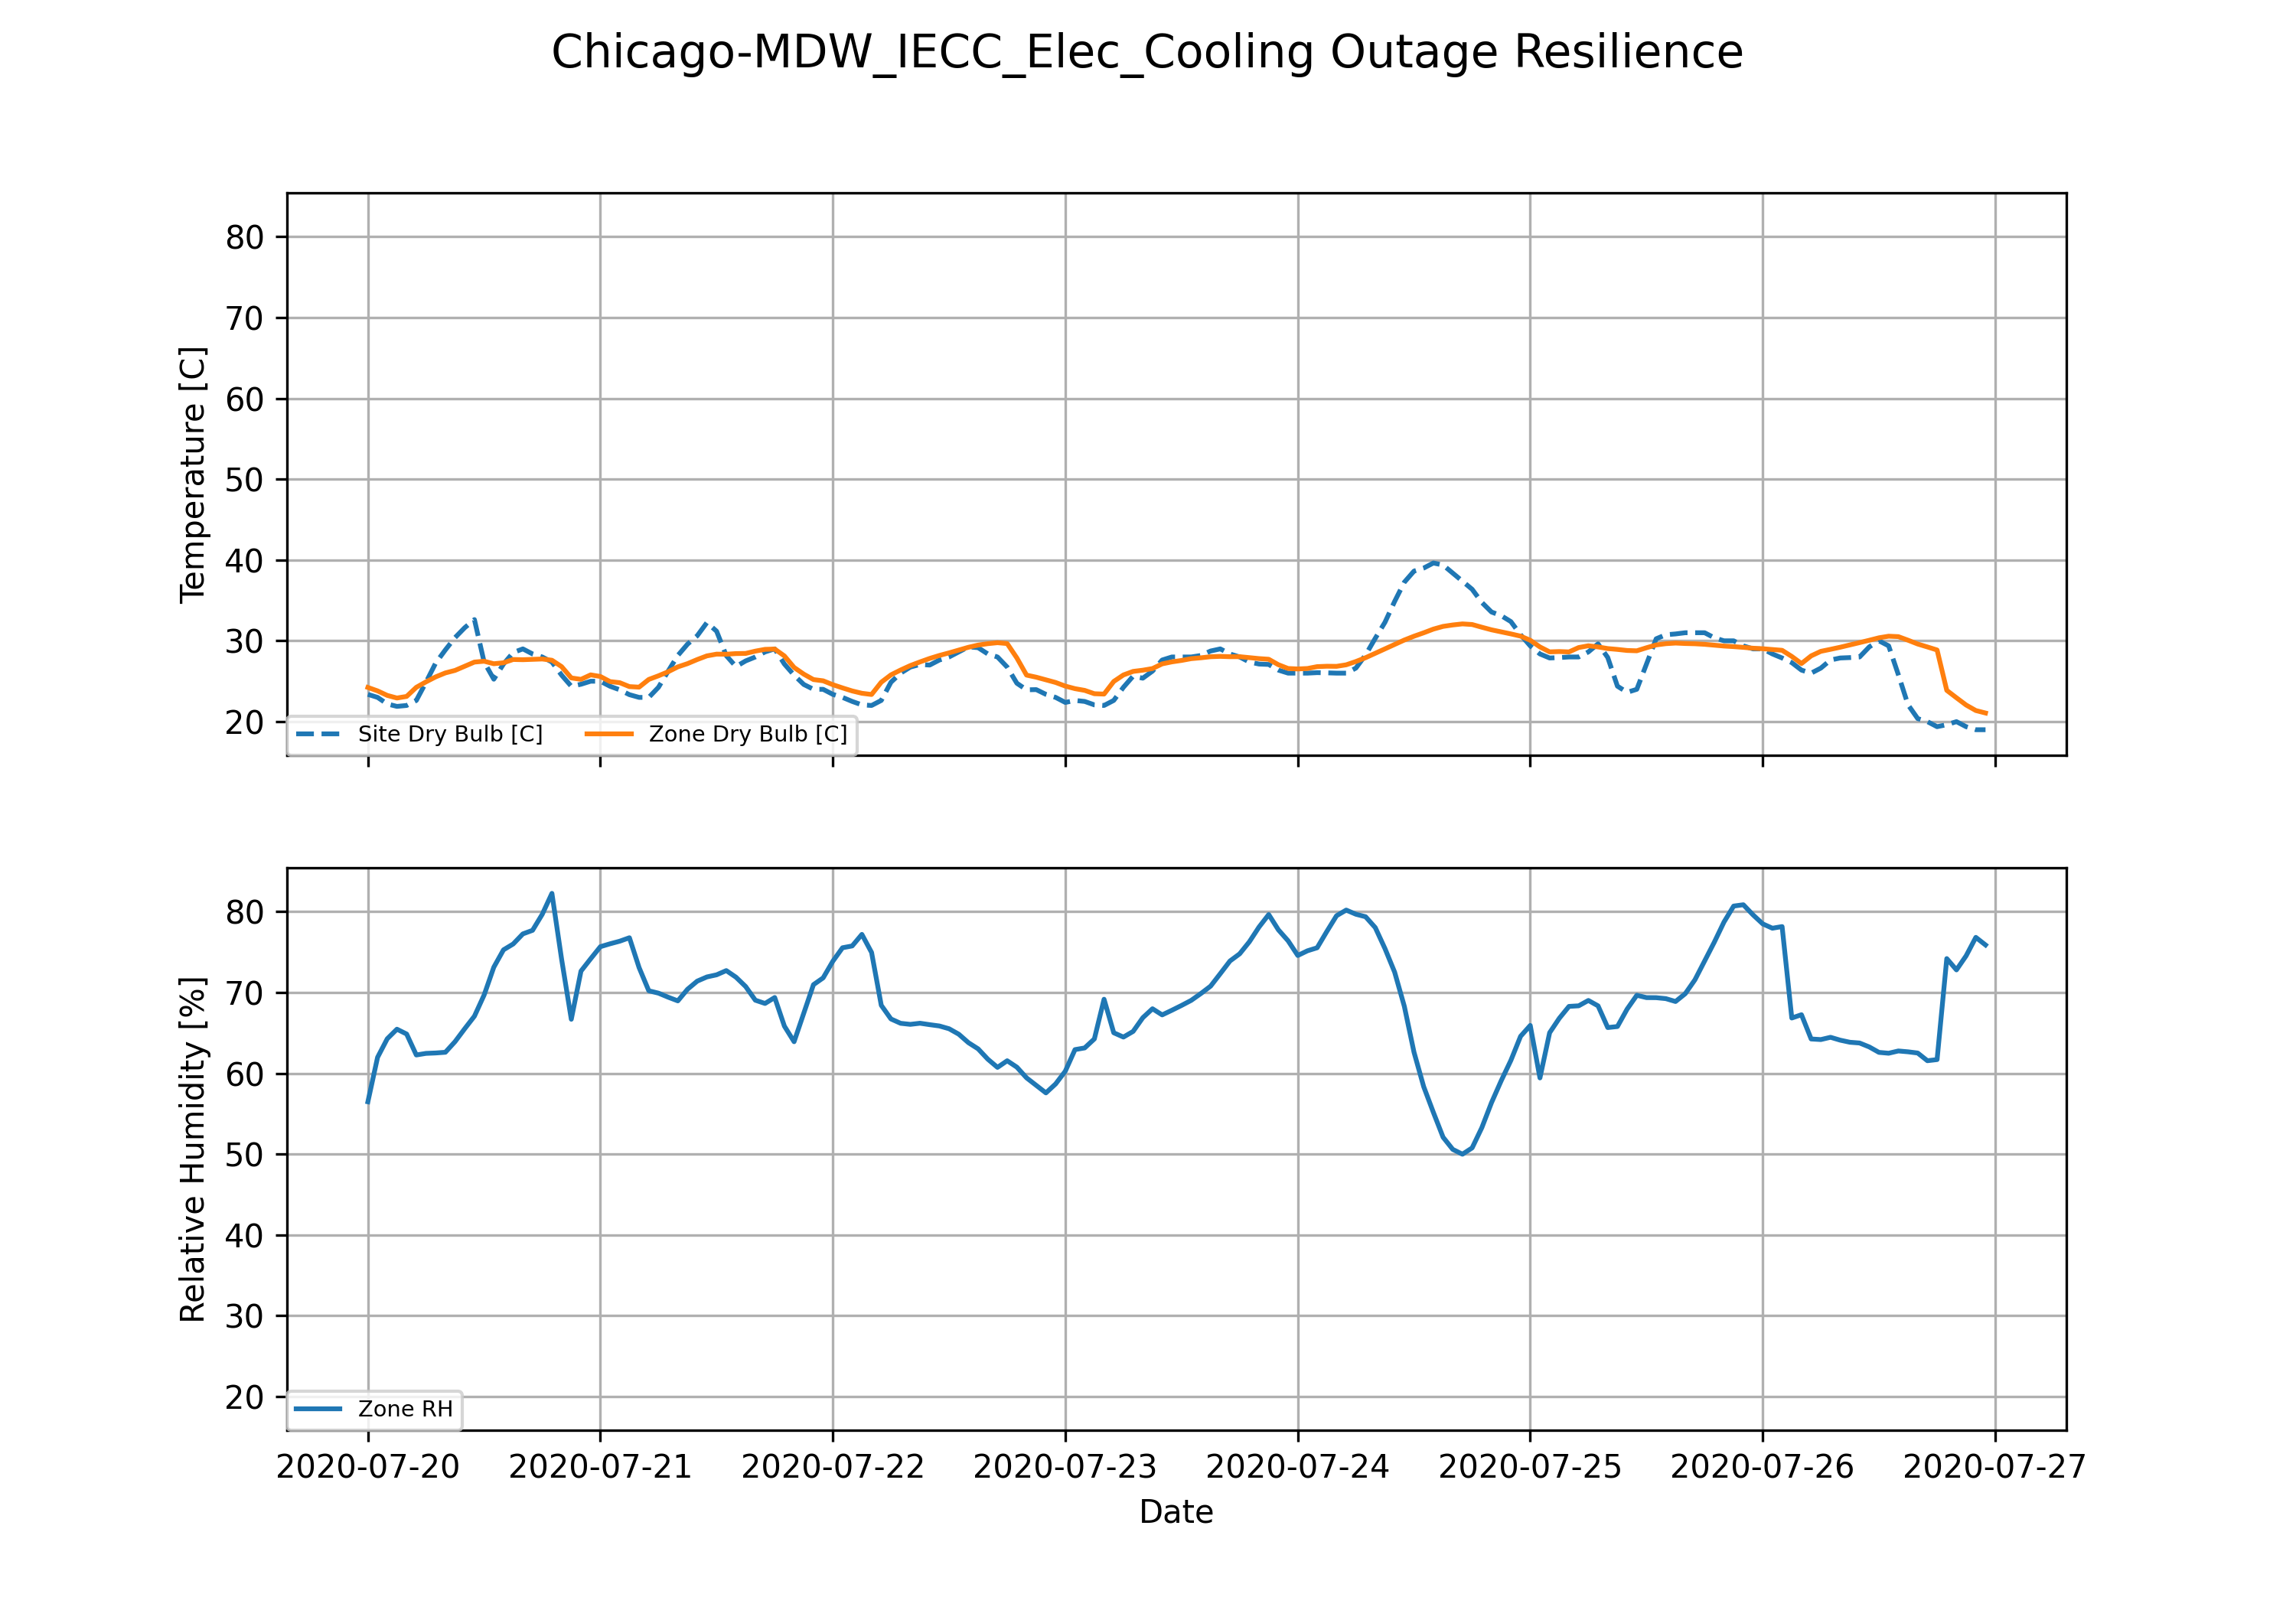 Chicago-MDW_IECC_Elec_Cooling Outage Resilience
80
70
60
50
40
30
20
Temperature [C]
Site Dry Bulb [C]
Zone Dry Bulb [C]
80
70
60
50
40
30
20
Relative Humidity [%]
Zone RH
2020-07-20 2020-07-21 2020-07-22 2020-07-23 2020-07-24 2020-07-25 2020-07-26 2020-07-27
Date